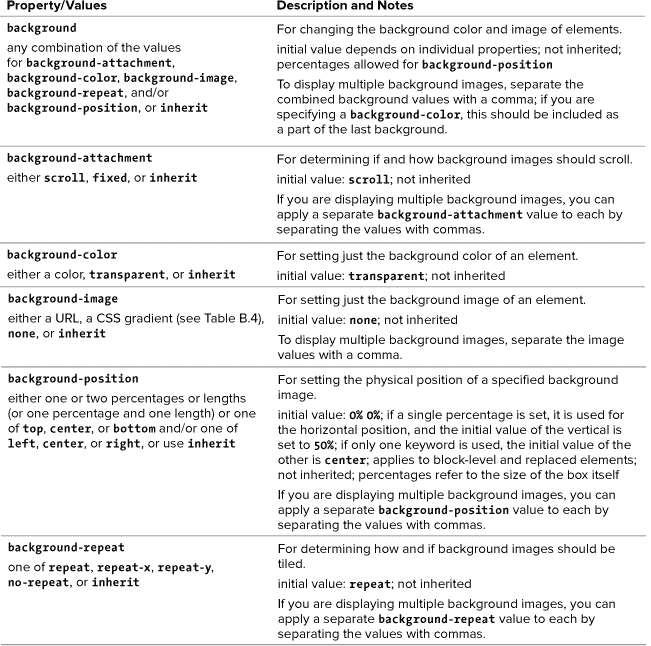 Property/Values
Description and Notes
background
any combination of the values
for background-attachment,
background-color, background-image,
background-repeat, and/or
background-position, or inherit
For changing the background color and image of elements.
initial value depends on individual properties; not inherited;
percentages allowed for background-position
To display multiple background images, separate the
combined background values with a comma; if you are
specifying a background-color, this should be included as
a part of the last background.
background-attachment
either scroll, fixed, or inherit
For determining if and how background images should scroll.
initial value: scroll; not inherited
If you are displaying multiple background images, you can
apply a separate background-attachment value to each by
separating the values with commas.
background-color
either a color, transparent, or inherit
For setting just the background color of an element.
initial value: transparent; not inherited
background-image
either a URL, a CSS gradient (see Table B.4),
none, or inherit
For setting just the background image of an element.
initial value: none; not inherited
To display multiple background images, separate the image
values with a comma.
background-position
either one or two percentages or lengths
(or one percentage and one length) or one
of top, center, or bottom and/or one of
left, center, or right, or use inherit
For setting the physical position of a specified background
image.
initial value: 0% 0%; if a single percentage is set, it is used for
the horizontal position, and the initial value of the vertical is
set to 50%; if only one keyword is used, the initial value of the
other is center; applies to block-level and replaced elements;
not inherited; percentages refer to the size of the box itself
If you are displaying multiple background images, you can
apply a separate background-position value to each by
separating the values with commas.
background-repeat
one of repeat, repeat-x, repeat-y,
no-repeat, or inherit
For determining how and if background images should be
tiled.
initial value: repeat; not inherited
If you are displaying multiple background images, you can
apply a separate background-repeat value to each by
separating the values with commas.